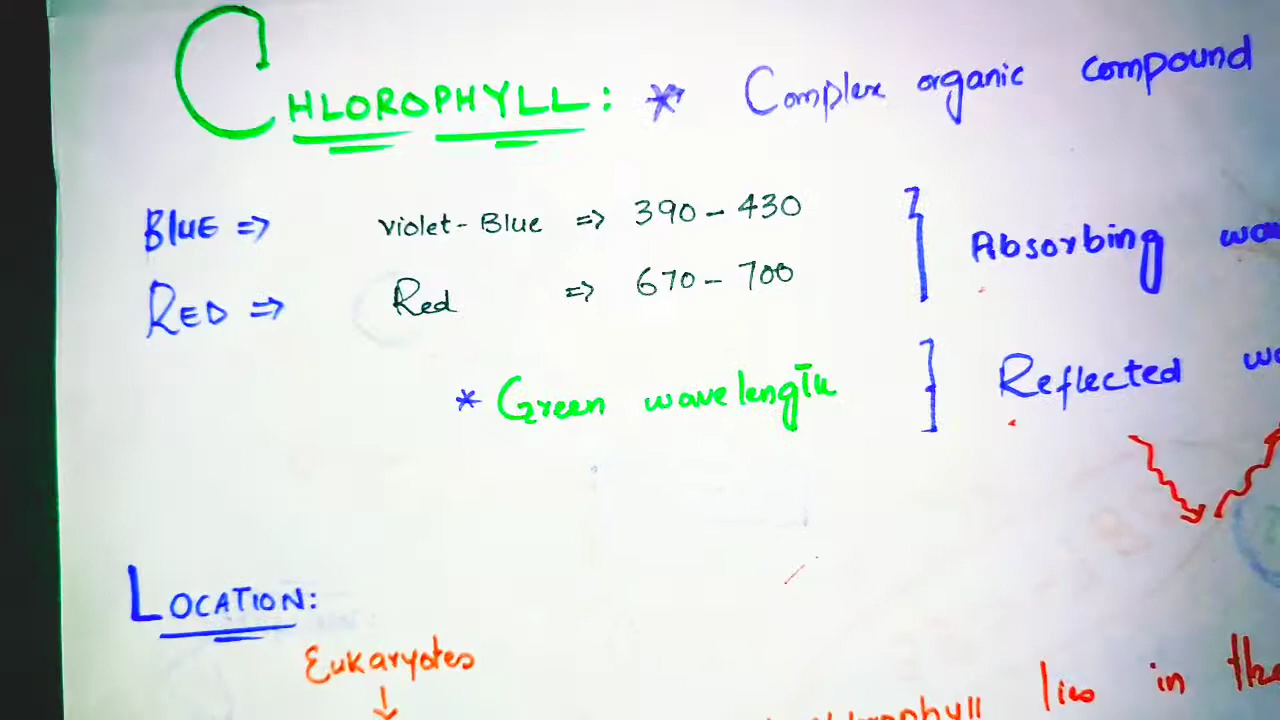 CHLOROPHYLL: * Complex organic compound
BLUE => violet-Blue => 390-430
Absorbing
RED => Red => 670-700
* Green wavelength
Reflected
LOCATION:
Eukaryotes
lies in the